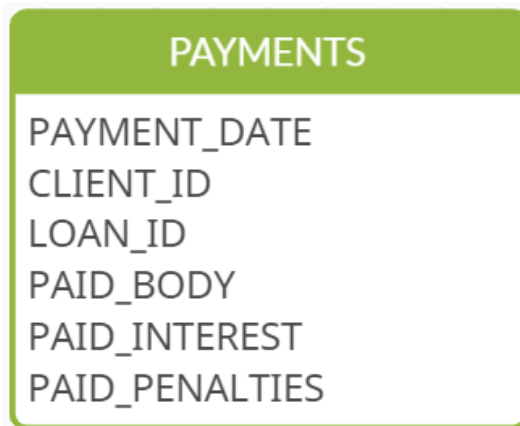 PAYMENTS
PAYMENT_DATE
CLIENT_ID
LOAN_ID
PAID_BODY
PAID_INTEREST
PAID_PENALTIES